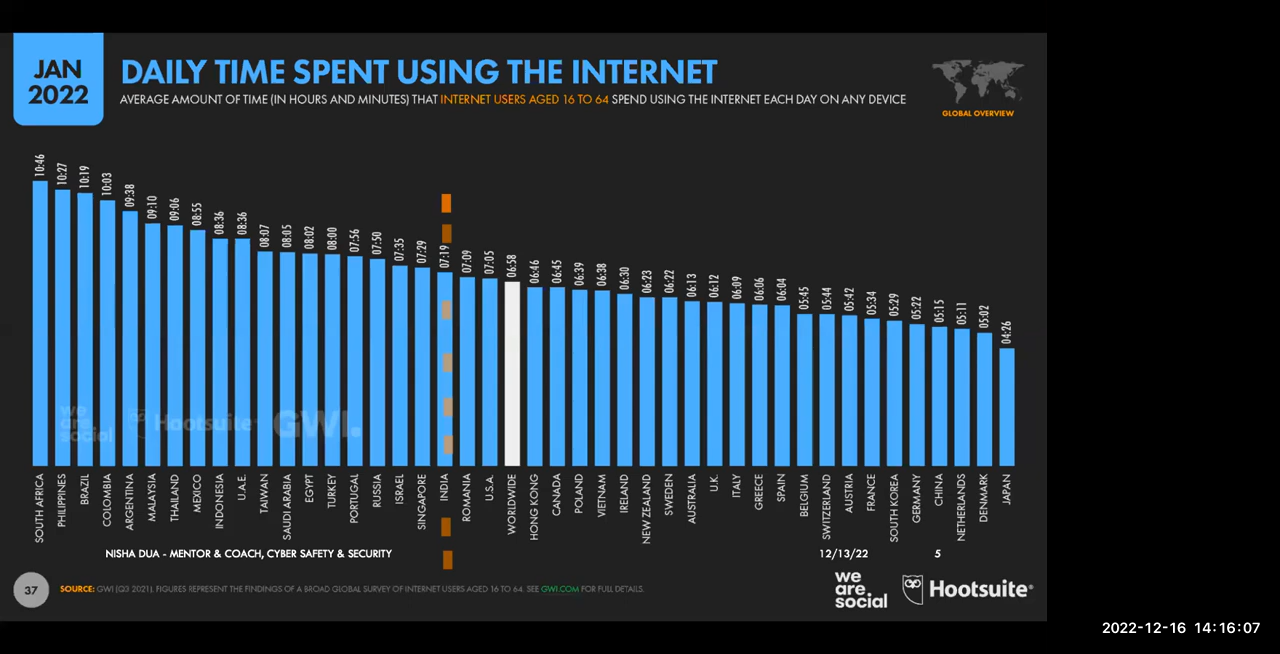 JAN
2022
DAILY TIME SPENT USING THE INTERNET
AVERAGE AMOUNT OF TIME (IN HOURS AND MINUTES) THAT INTERNET USERS AGED 16 TO 64 SPEND USING THE INTERNET EACH DAY ON ANY DEVICE
GLOBAL OVERVIEW
10:46
10:27
10:19
10:03
09:38
09:10
09:06
08:55
08:36
08:36
08:07
08:05
08:02
08:00
07:56
07:50
07:35
07:29
07:19
07:09
07:05
06:58
06:46
06:45
06:39
06:38
06:30
06:23
06:22
06:13
06:12
06:09
06:06
06:04
05:45
05:44
05:42
05:34
05:29
05:22
05:15
05:11
05:02
04:26
we
are
social
Hootsuite
GWI.
SOUTH AFRICA
PHILIPPINES
BRAZIL
COLOMBIA
ARGENTINA
MALAYSIA
THAILAND
MEXICO
INDONESIA
U.A.E.
TAIWAN
SAUDI ARABIA
EGYPT
TURKEY
PORTUGAL
RUSSIA
ISRAEL
SINGAPORE
INDIA
ROMANIA
U.S.A.
WORLDWIDE
HONG KONG
CANADA
POLAND
VIETNAM
IRELAND
NEW ZEALAND
SWEDEN
AUSTRALIA
U.K.
ITALY
GREECE
SPAIN
BELGIUM
SWITZERLAND
AUSTRIA
FRANCE
SOUTH KOREA
GERMANY
CHINA
NETHERLANDS
DENMARK
JAPAN
NISHA DUA - MENTOR & COACH, CYBER SAFETY & SECURITY
12/13/22
5
37
SOURCE: GWI (Q3 2021). FIGURES REPRESENT THE FINDINGS OF A BROAD GLOBAL SURVEY OF INTERNET USERS AGED 16 TO 64. SEE GWI.COM FOR FULL DETAILS.
we
are
social
Hootsuite®
2022-12-16 14:16:07